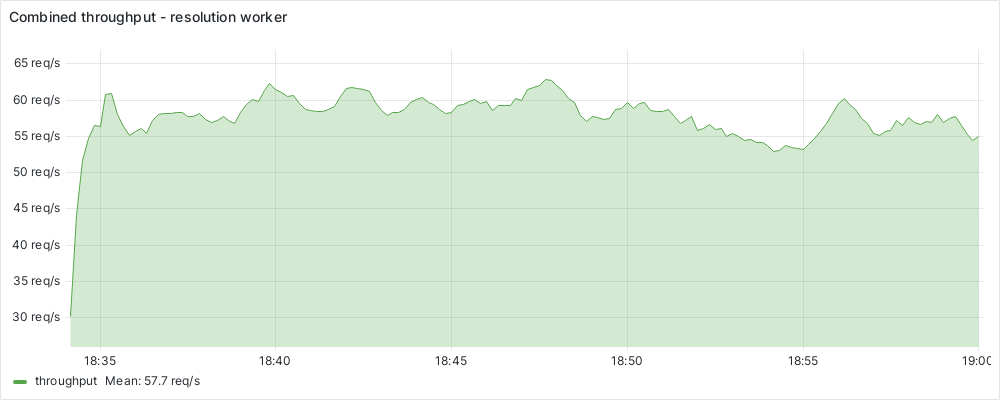 Combined throughput - resolution worker
65 req/s
60 req/s
55 req/s
50 req/s
45 req/s
40 req/s
35 req/s
30 req/s
18:35 18:40 18:45 18:50 18:55 19:00
throughput Mean: 57.7 req/s